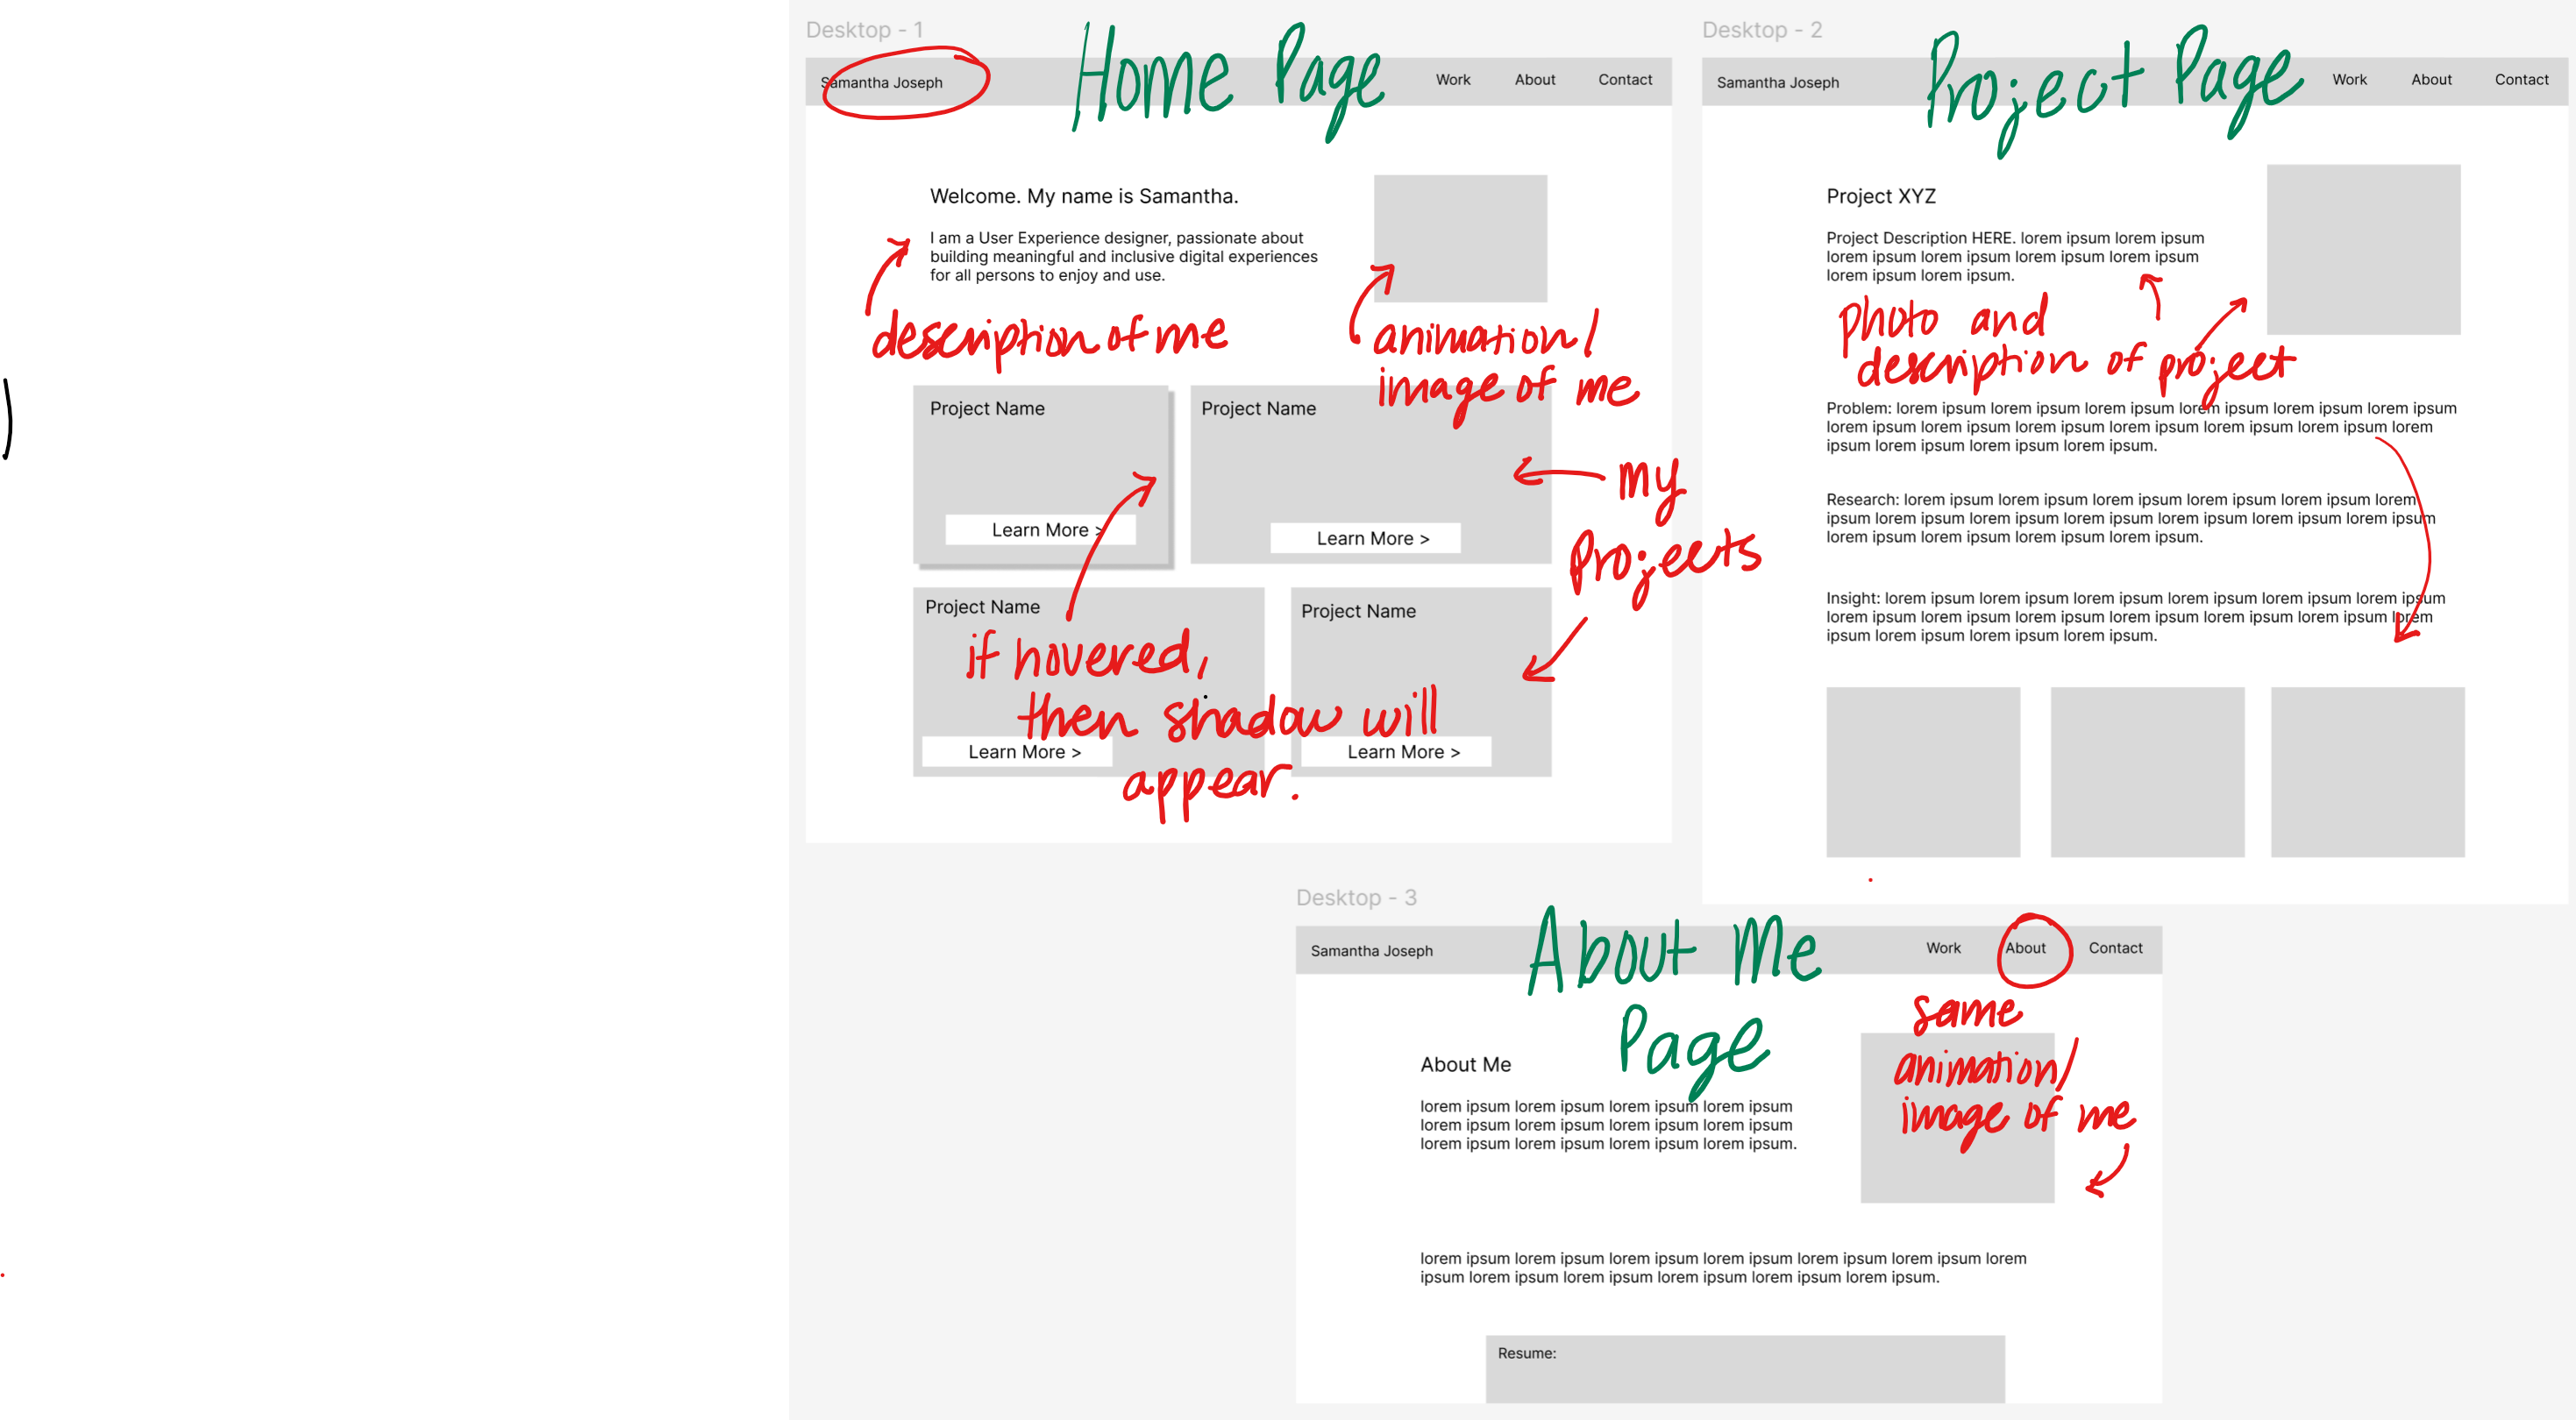 Desktop - 1
Home Page
Samantha Joseph
Work About Contact
Welcome. My name is Samantha.
I am a User Experience designer, passionate about
building meaningful and inclusive digital experiences
for all persons to enjoy and use.
description of me
animation/
image of me
Project Name
Learn More >
Project Name
Learn More >
my
projects
Project Name
Learn More >
Project Name
Learn More >
if hovered,
then shadow will
appear.
Desktop - 2
Project Page
Samantha Joseph
Work About Contact
Project XYZ
Project Description HERE. lorem ipsum lorem ipsum
lorem ipsum lorem ipsum lorem ipsum lorem ipsum
lorem ipsum lorem ipsum.
photo and
description of project
Problem: lorem ipsum lorem ipsum lorem ipsum lorem ipsum lorem ipsum lorem ipsum
lorem ipsum lorem ipsum lorem ipsum lorem ipsum lorem ipsum lorem ipsum lorem
ipsum lorem ipsum lorem ipsum lorem ipsum.
Research: lorem ipsum lorem ipsum lorem ipsum lorem ipsum lorem ipsum lorem
ipsum lorem ipsum lorem ipsum lorem ipsum lorem ipsum lorem ipsum lorem ipsum
lorem ipsum lorem ipsum lorem ipsum lorem ipsum.
Insight: lorem ipsum lorem ipsum lorem ipsum lorem ipsum lorem ipsum lorem ipsum
lorem ipsum lorem ipsum lorem ipsum lorem ipsum lorem ipsum lorem ipsum lorem
ipsum lorem ipsum lorem ipsum lorem ipsum.
Desktop - 3
About Me
Page
Samantha Joseph
Work About Contact
same
animation/
image of me
About Me
lorem ipsum lorem ipsum lorem ipsum lorem ipsum
lorem ipsum lorem ipsum lorem ipsum lorem ipsum
lorem ipsum lorem ipsum lorem ipsum lorem ipsum.
lorem ipsum lorem ipsum lorem ipsum lorem ipsum lorem ipsum lorem ipsum lorem
ipsum lorem ipsum lorem ipsum lorem ipsum lorem ipsum lorem ipsum.
Resume: